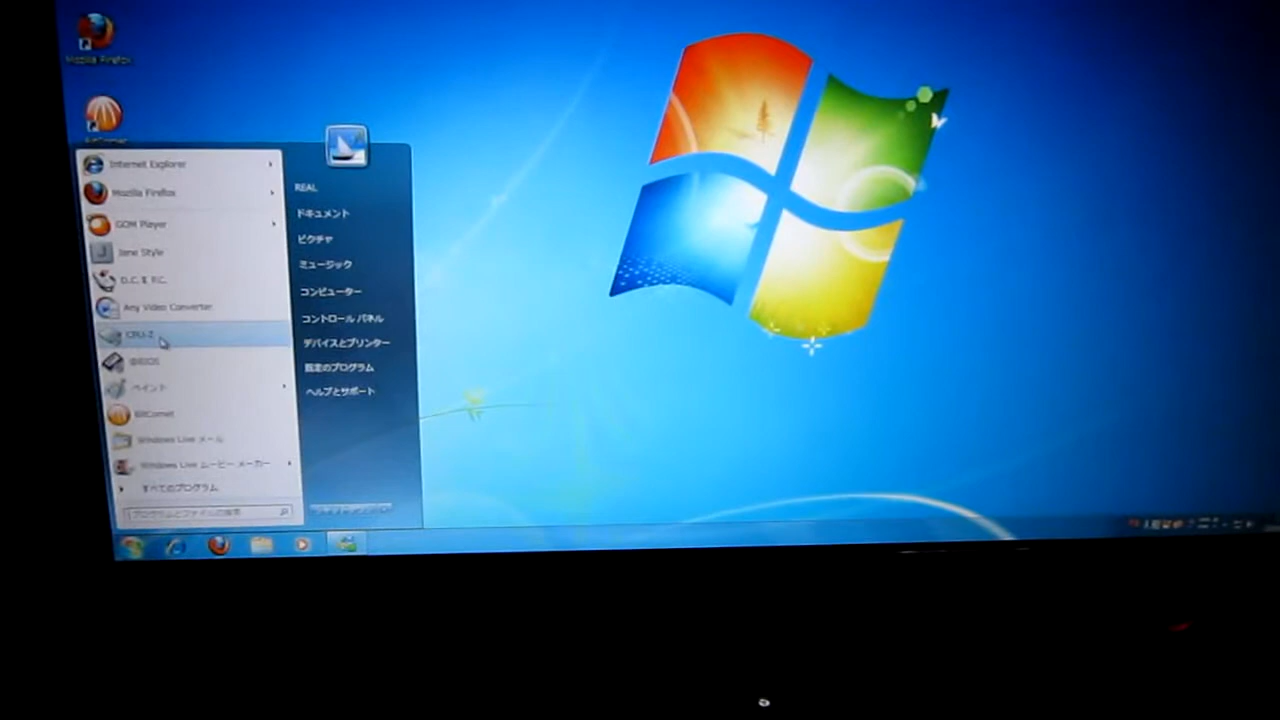 Mozilla Firefox
Internet Explorer
Mozilla Firefox
GOM Player
Jane Style
Any Video Converter
CPU-Z
@BIOS
ペイント
BitComet
Windows Live メール
Windows Live ムービー メーカー
すべてのプログラム
プログラムとファイルの検索
REAL
ドキュメント
ピクチャ
ミュージック
コンピューター
コントロール パネル
デバイスとプリンター
既定のプログラム
ヘルプとサポート